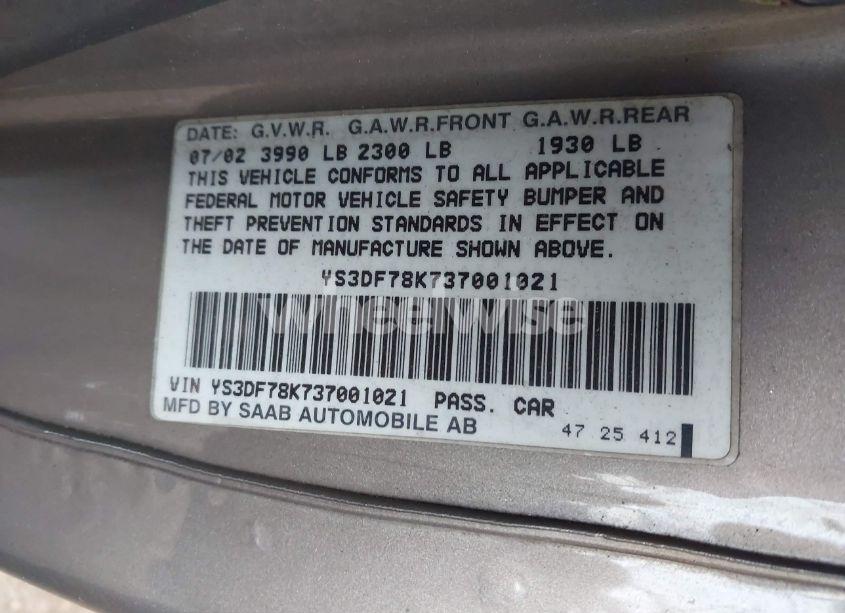 DATE: G.V.W.R. G.A.W.R.FRONT G.A.W.R.REAR
07/02 3990 LB 2300 LB 1930 LB
THIS VEHICLE CONFORMS TO ALL APPLICABLE
FEDERAL MOTOR VEHICLE SAFETY BUMPER AND
THEFT PREVENTION STANDARDS IN EFFECT ON
THE DATE OF MANUFACTURE SHOWN ABOVE.
YS3DF78K737001021
wheelwise
VIN YS3DF78K737001021 PASS. CAR
MFD BY SAAB AUTOMOBILE AB
47 25 412